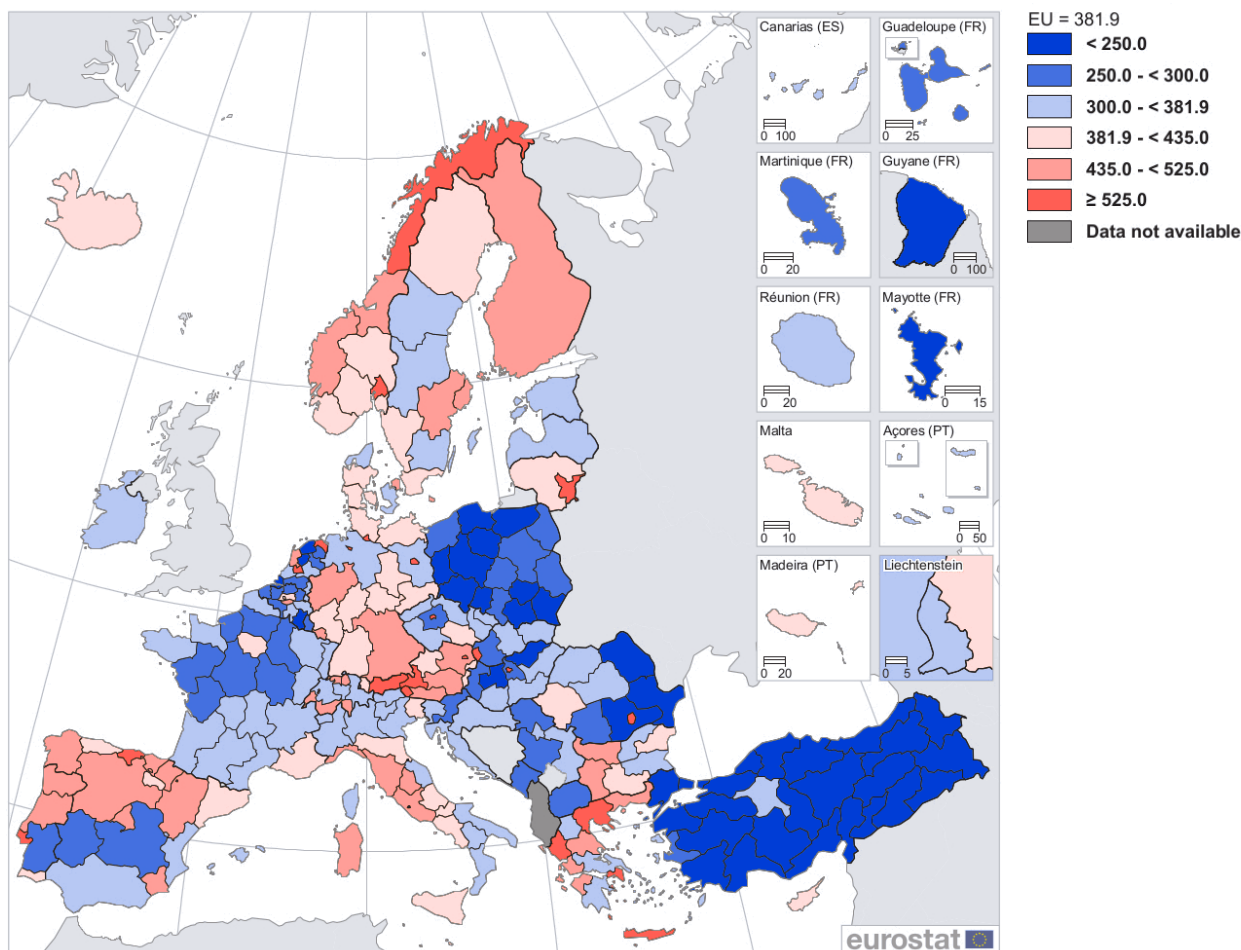 EU = 381.9
< 250.0
250.0 - < 300.0
300.0 - < 381.9
381.9 - < 435.0
435.0 - < 525.0
≥ 525.0
Data not available
Canarias (ES)
0 100
Guadeloupe (FR)
0 25
Martinique (FR)
0 20
Guyane (FR)
0 100
Réunion (FR)
0 20
Mayotte (FR)
0 15
Malta
0 10
Açores (PT)
0 50
Madeira (PT)
0 20
Liechtenstein
0 5
eurostat